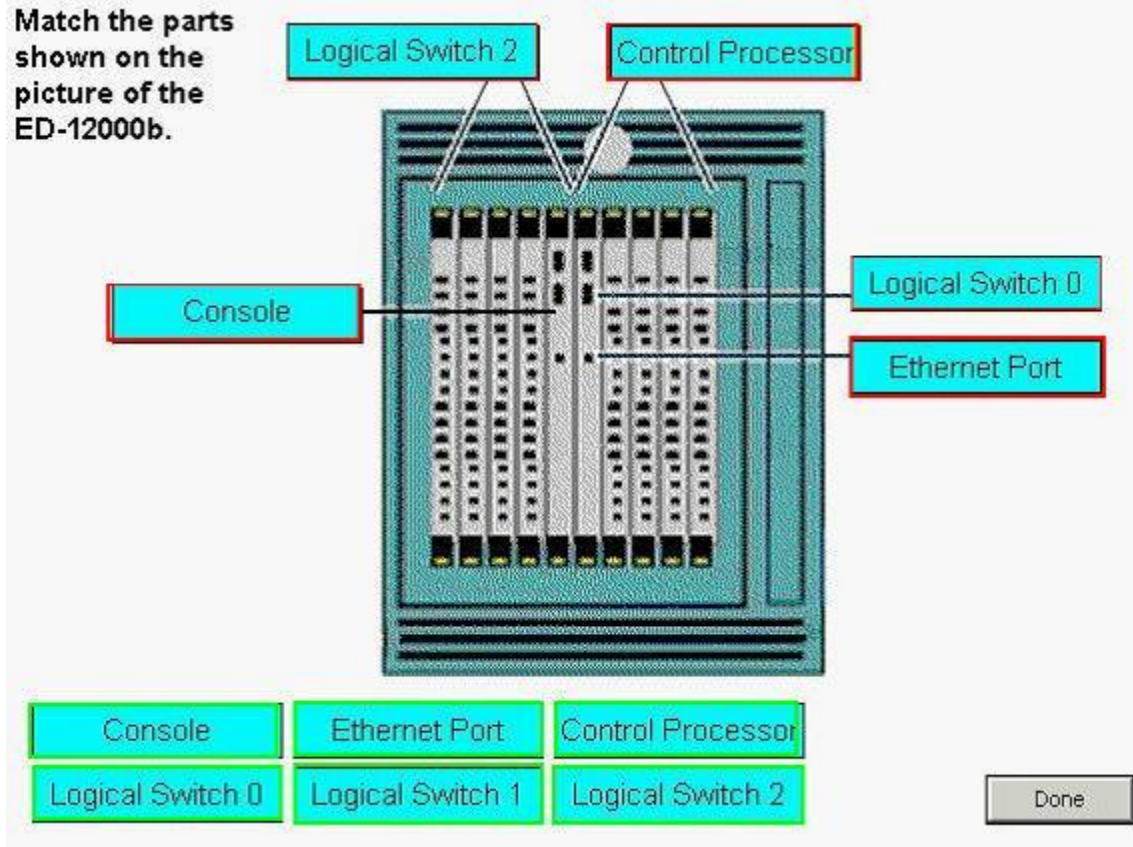 Match the parts
shown on the
picture of the
ED-12000b.
Logical Switch 2
Control Processor
Console
Logical Switch 0
Ethernet Port
Console
Ethernet Port
Control Processor
Logical Switch 0
Logical Switch 1
Logical Switch 2
Done